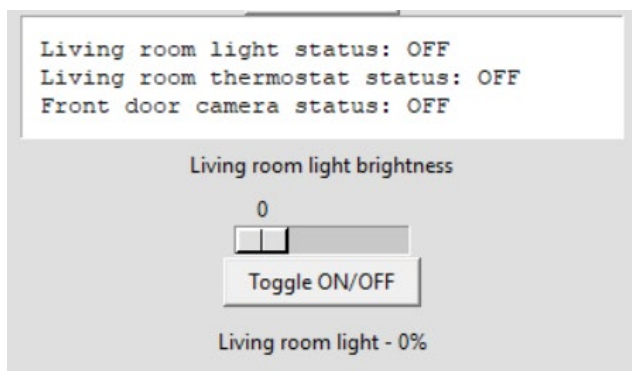 Living room light status: OFF
Living room thermostat status: OFF
Front door camera status: OFF
Living room light brightness
0
Toggle ON/OFF
Living room light - 0%